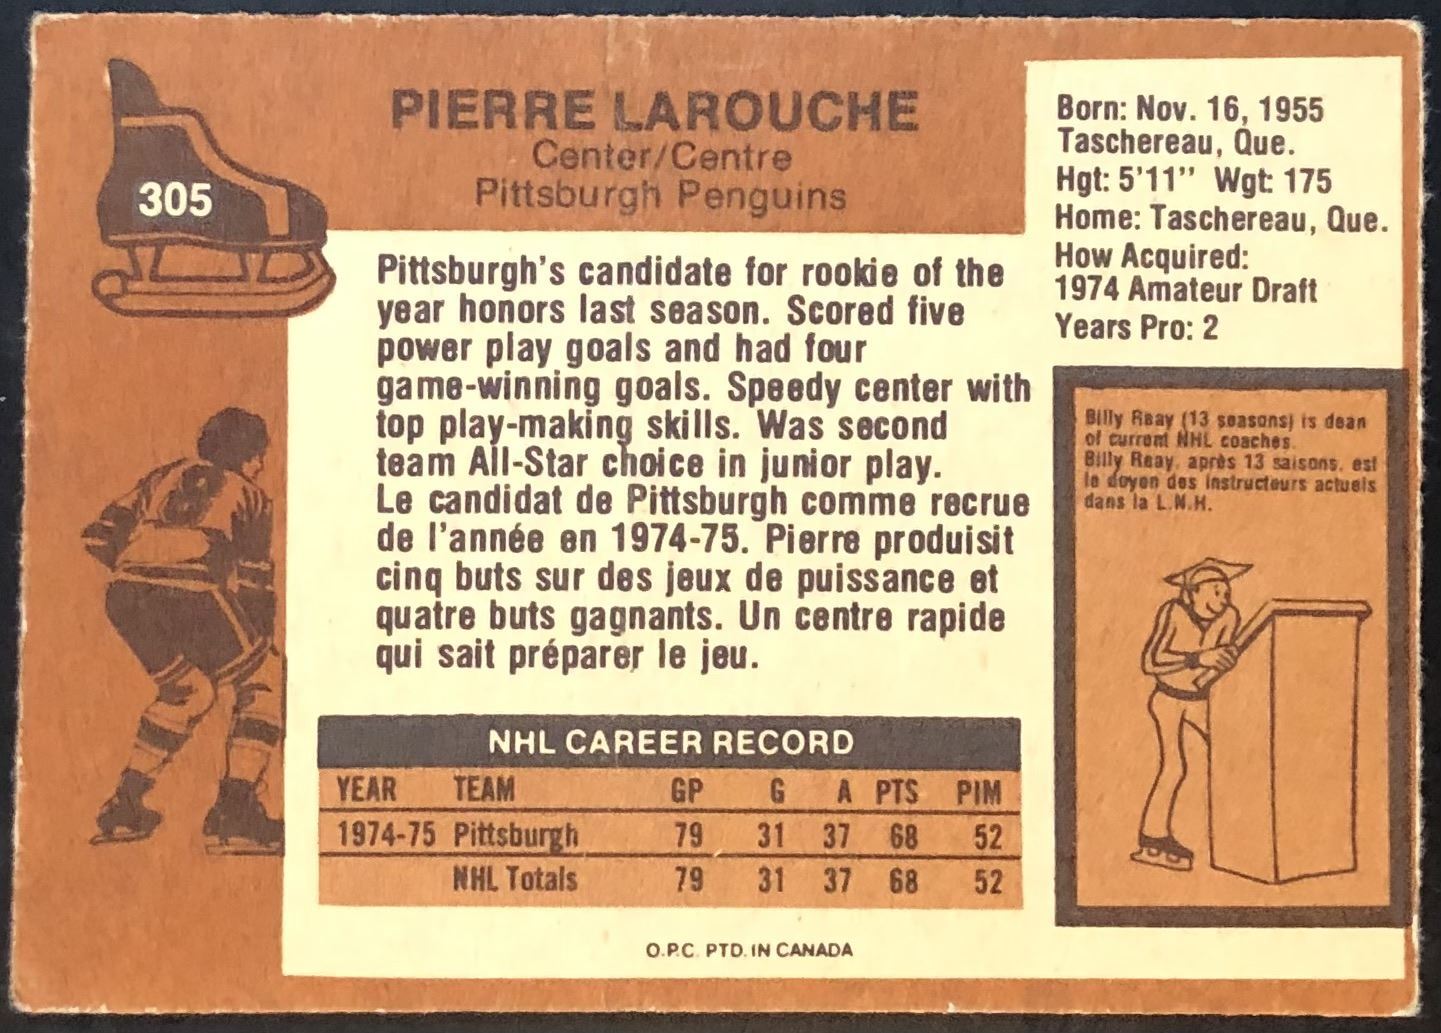 305
PIERRE LAROUCHE
Center/Centre
Pittsburgh Penguins
Born: Nov. 16, 1955
Taschereau, Que.
Hgt: 5'11" Wgt: 175
Home: Taschereau, Que.
How Acquired:
1974 Amateur Draft
Years Pro: 2
Pittsburgh's candidate for rookie of the
year honors last season. Scored five
power play goals and had four
game-winning goals. Speedy center with
top play-making skills. Was second
team All-Star choice in junior play.
Le candidat de Pittsburgh comme recrue
de l'année en 1974-75. Pierre produisit
cinq buts sur des jeux de puissance et
quatre buts gagnants. Un centre rapide
qui sait préparer le jeu.
Billy Reay (13 seasons) is dean
of current NHL coaches.
Billy Reay, après 13 saisons, est
le doyen des instructeurs actuels
dans la L.N.H.
NHL CAREER RECORD
YEAR TEAM GP G A PTS PIM
1974-75 Pittsburgh 79 31 37 68 52
NHL Totals 79 31 37 68 52
O.P.C. PTD. IN CANADA